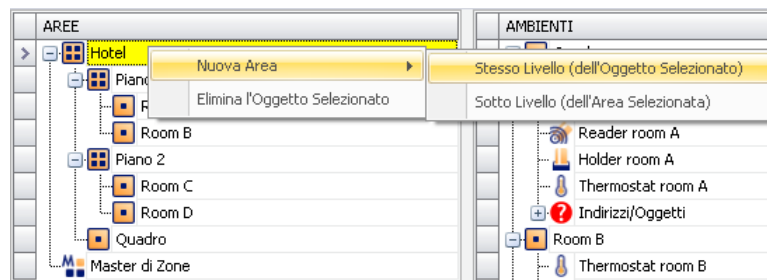 AREE
Hotel
Nuova Area
Elimina l'Oggetto Selezionato
Stesso Livello (dell'Oggetto Selezionato)
Sotto Livello (dell'Area Selezionata)
Room B
Piano 2
Room C
Room D
Quadro
Master di Zone
AMBIENTI
Reader room A
Holder room A
Thermostat room A
Indirizzi/Oggetti
Room B
Thermostat room B